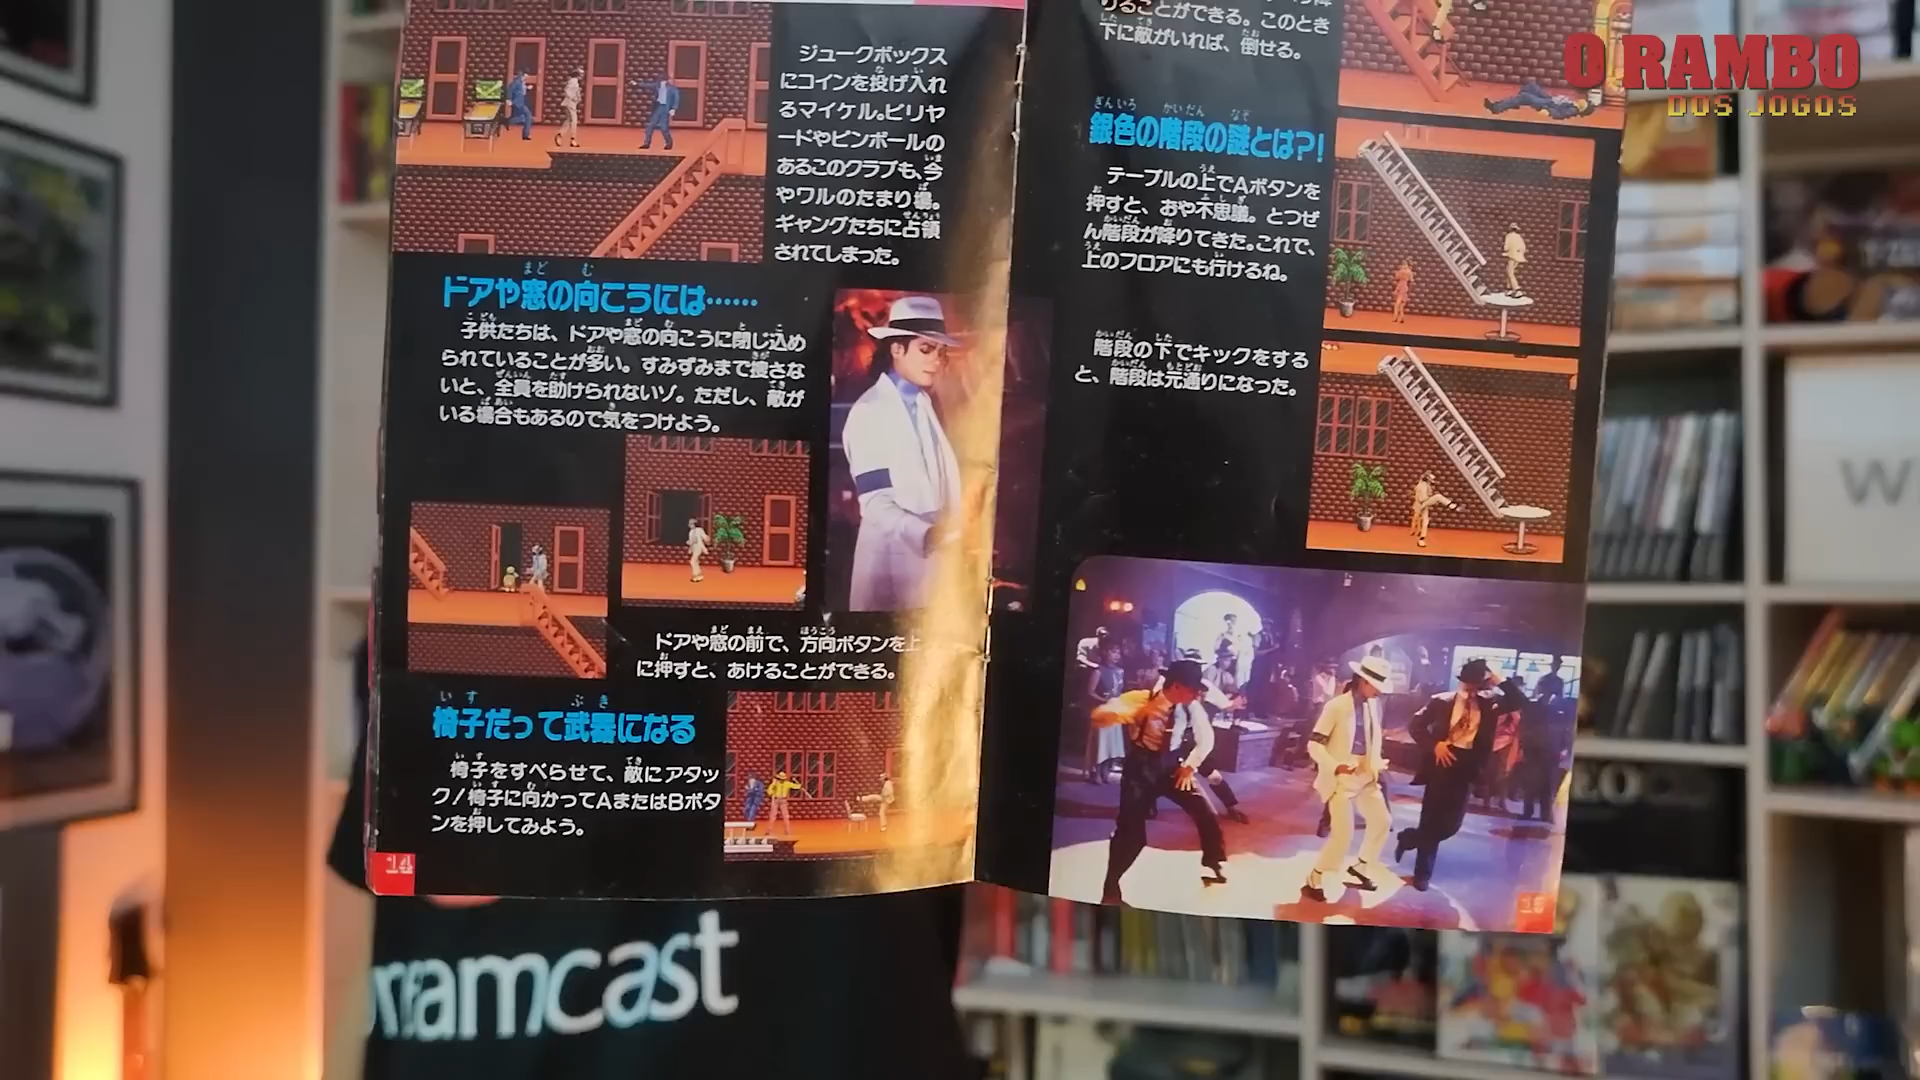 ジュークボックス
にコインを投げ入れ
るマイケル。ビリヤ
ードやピンボールの
あるこのクラブも、今
やワルのたまり場。
ギャングたちに占領
されてしまった。
ドアや窓の向こうには……
子供たちは、ドアや窓の向こうに閉じ込め
られていることが多い。すみずみまで捜さな
いと、全員を助けられないゾ。ただし、敵が
いる場合もあるので気をつけよう。
ドアや窓の前で、方向ボタンを上
に押すと、あけることができる。
椅子だって武器になる
椅子をすべらせて、敵にアタッ
ク!椅子に向かってAまたはBボタ
ンを押してみよう。
14
りることができる。このとき
下に敵がいれば、倒せる。
銀色の階段の謎とは?!
テーブルの上でAボタンを
押すと、おや不思議。とつぜ
ん階段が降りてきた。これで、
上のフロアにも行けるね。
階段の下でキックをする
と、階段は元通りになった。
15
O RAMBO
DOS JOGOS
Dreamcast